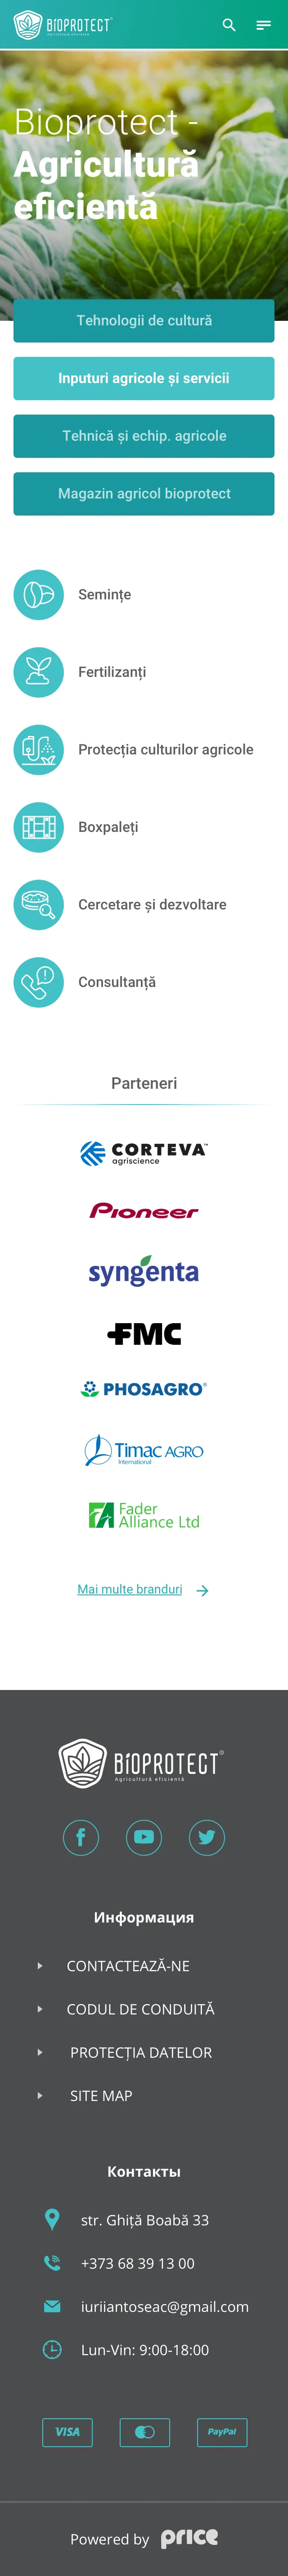 BIOPROTECT
Agricultură eficientă
Bioprotect -
Agricultură
eficientă
Tehnologii de cultură
Inputuri agricole și servicii
Tehnică și echip. agricole
Magazin agricol bioprotect
Semințe
Fertilizanți
Protecția culturilor agricole
Boxpaleți
Cercetare și dezvoltare
Consultanță
Parteneri
CORTEVA™
agriscience
PIONEER
syngenta
FMC
PHOSAGRO®
Timac AGRO
International
Fader
Alliance Ltd
Mai multe branduri
BIOPROTECT®
Agricultură eficientă
Информация
CONTACTEAZĂ-NE
CODUL DE CONDUITĂ
PROTECȚIA DATELOR
SITE MAP
Контакты
str. Ghiță Boabă 33
+373 68 39 13 00
iuriiantoseac@gmail.com
Lun-Vin: 9:00-18:00
VISA
PayPal
Powered by price